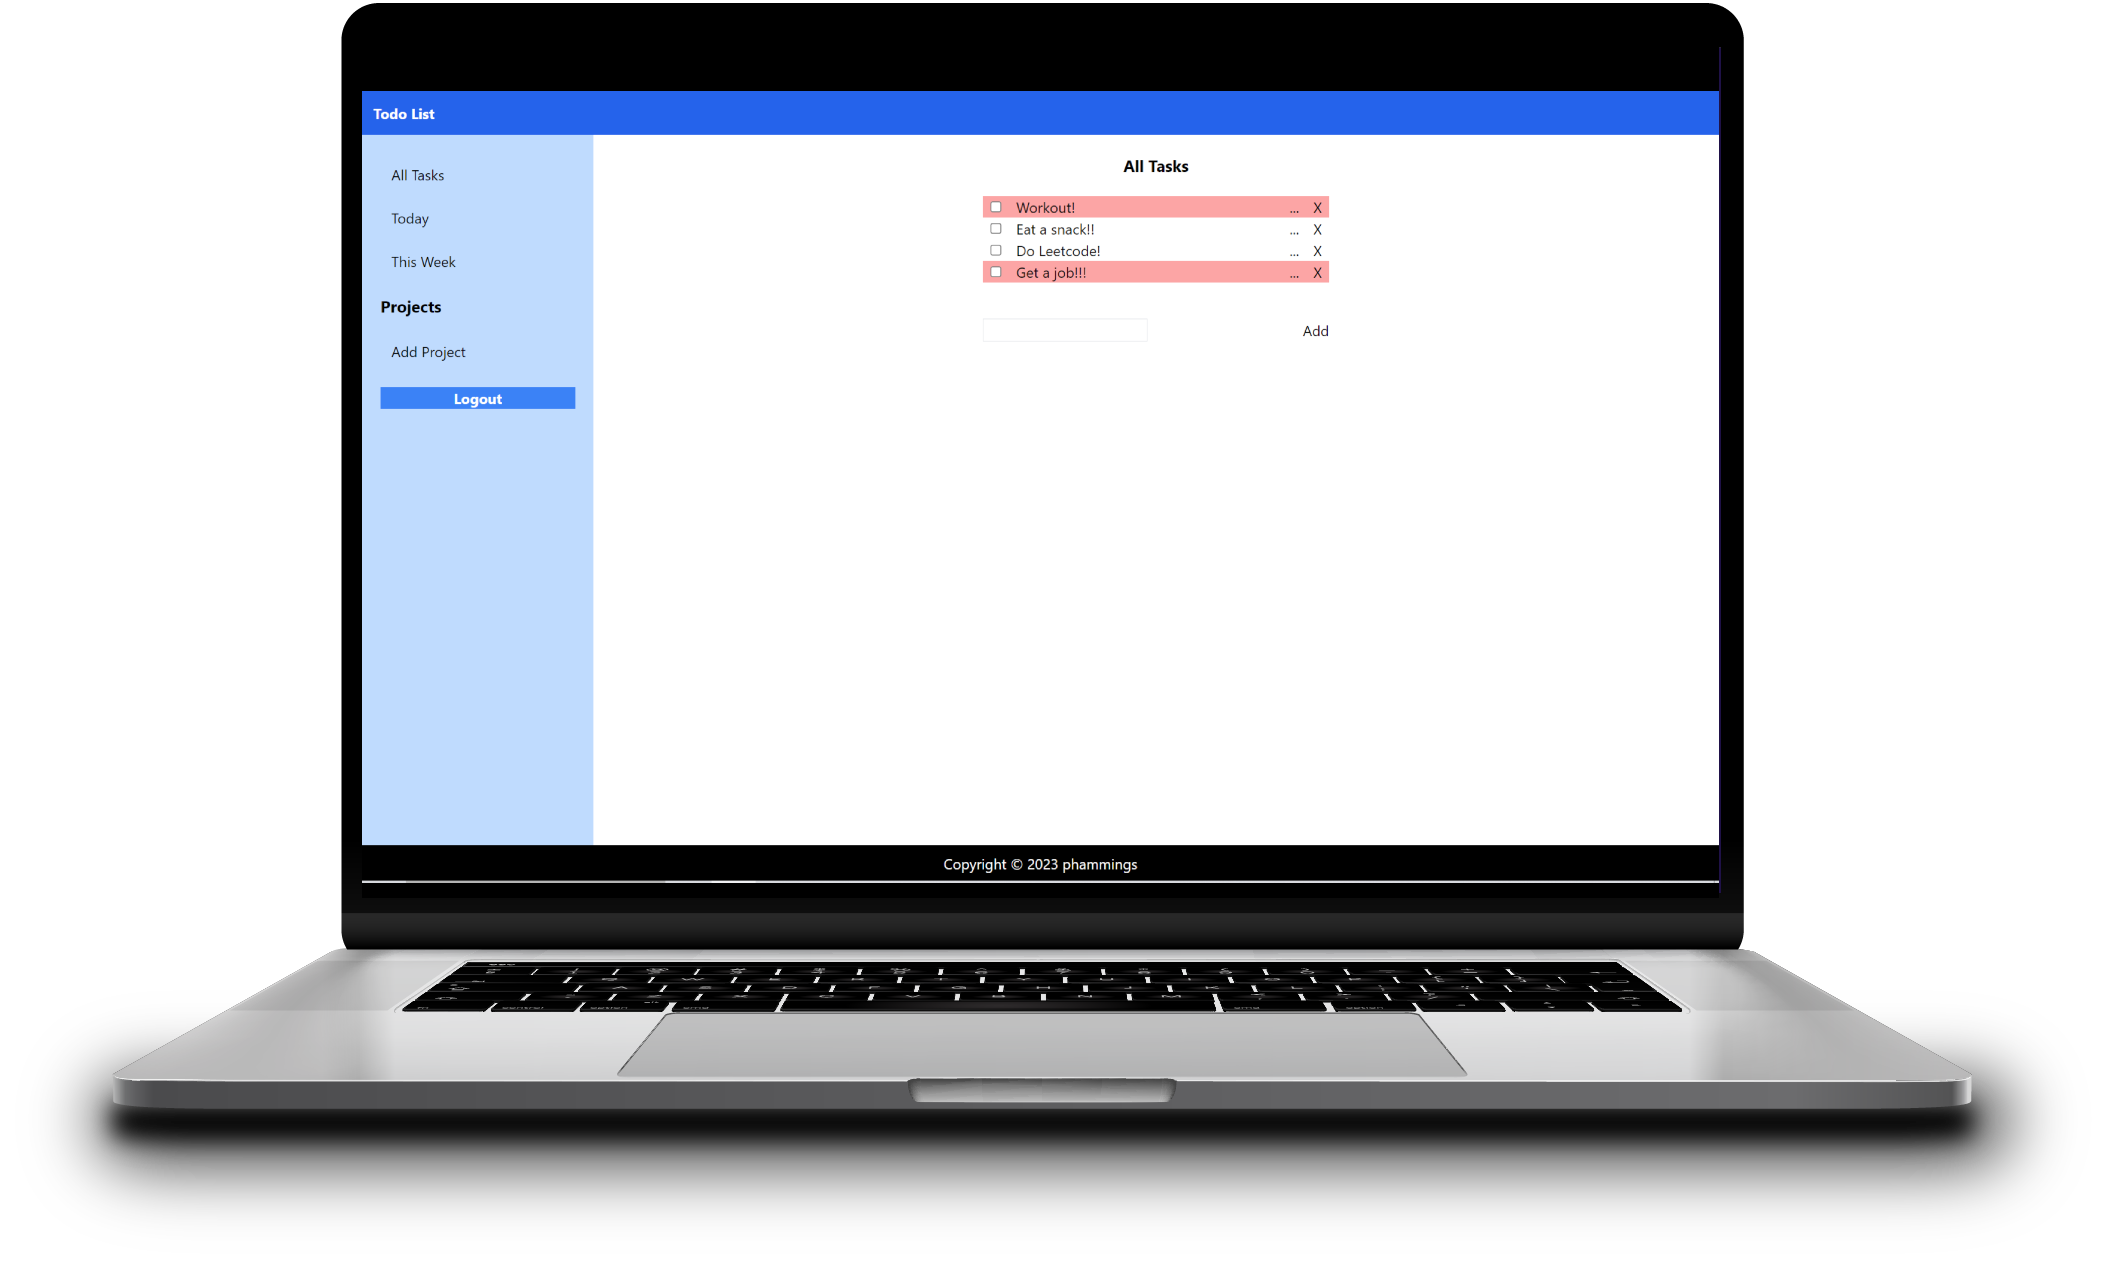 Todo List
All Tasks
Today
This Week
Projects
Add Project
Logout
All Tasks
Workout! ... X
Eat a snack!! ... X
Do Leetcode! ... X
Get a job!!! ... X
Add
Copyright © 2023 phammings